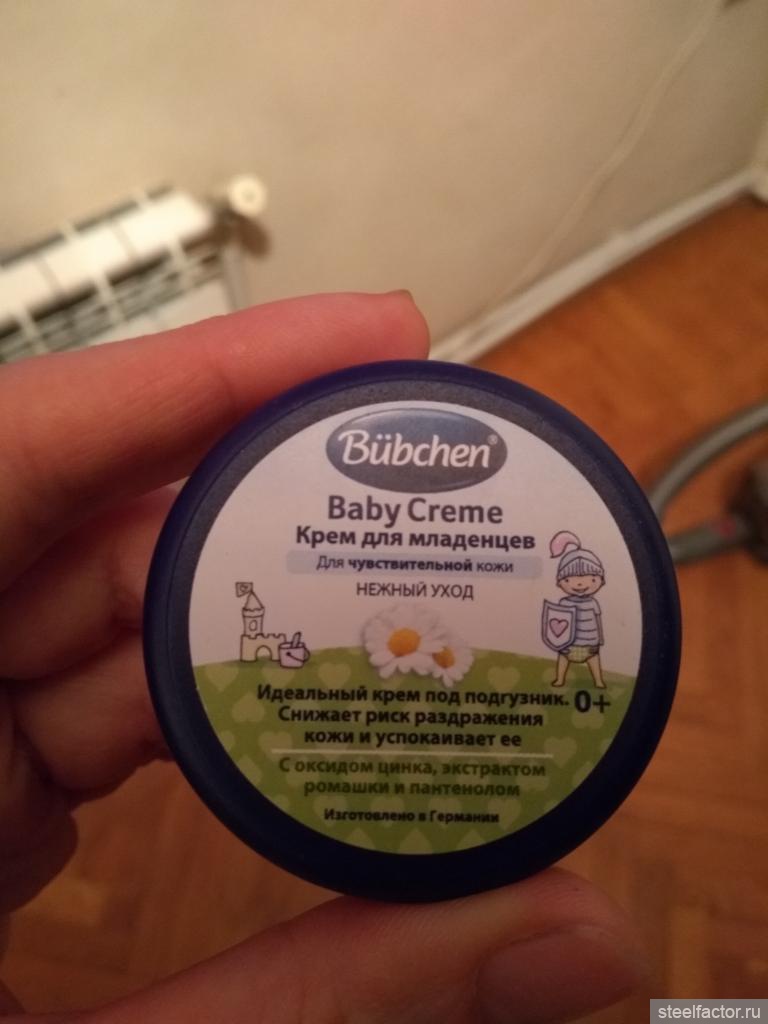 Bübchen®
Baby Creme
Крем для младенцев
Для чувствительной кожи
НЕЖНЫЙ УХОД
Идеальный крем под подгузник. 0+
Снижает риск раздражения
кожи и успокаивает ее
С оксидом цинка, экстрактом
ромашки и пантенолом
Изготовлено в Германии
steelfactor.ru